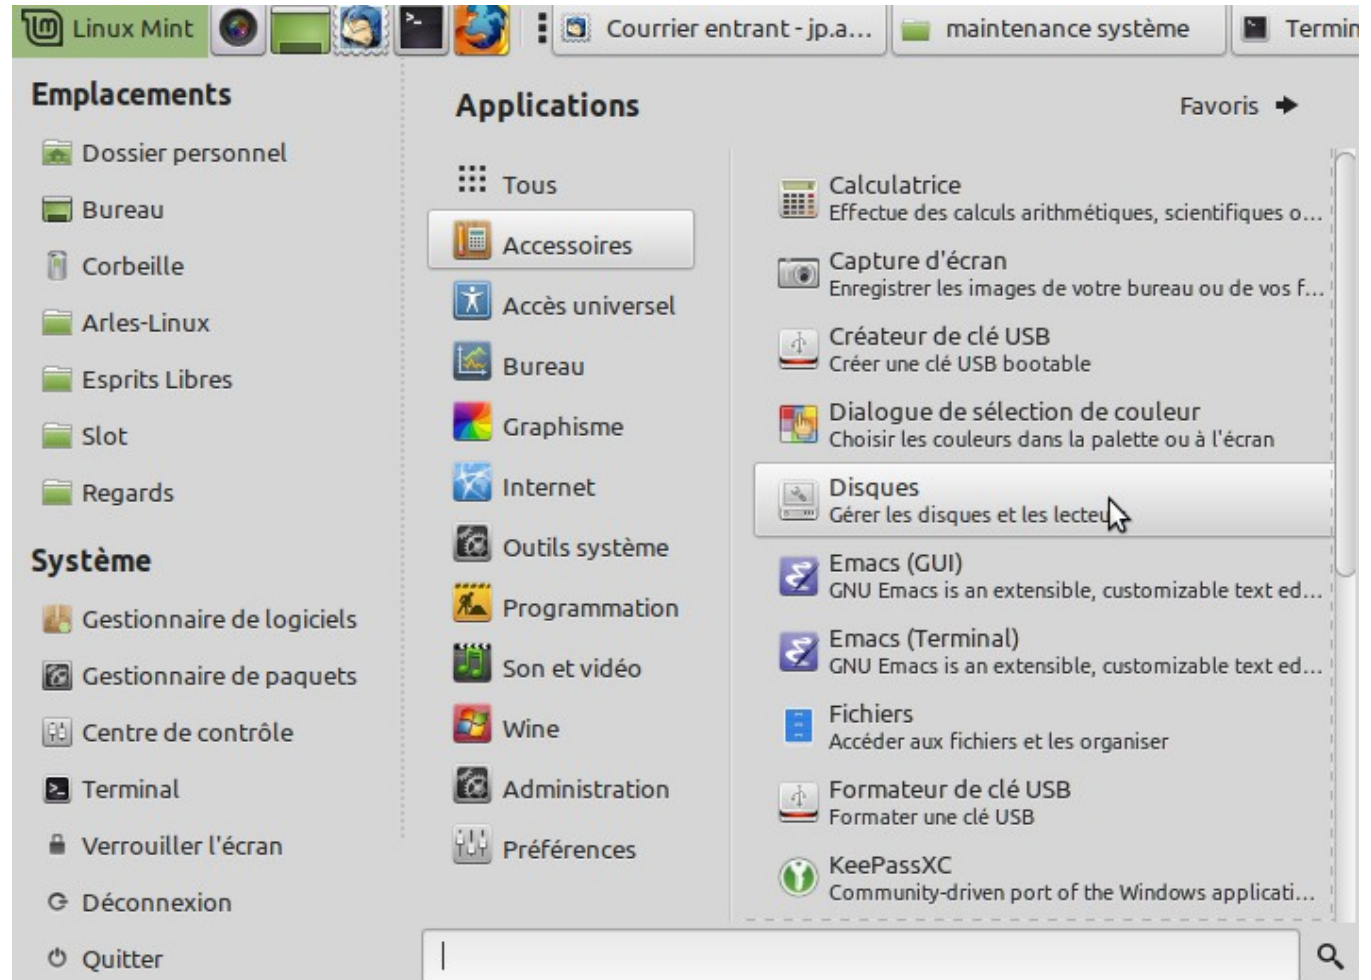 Linux Mint
Courrier entrant - jp.a...
maintenance système
Termin
Emplacements
Dossier personnel
Bureau
Corbeille
Arles-Linux
Esprits Libres
Slot
Regards
Système
Gestionnaire de logiciels
Gestionnaire de paquets
Centre de contrôle
Terminal
Verrouiller l'écran
Déconnexion
Quitter
Applications
Favoris
Tous
Accessoires
Accès universel
Bureau
Graphisme
Internet
Outils système
Programmation
Son et vidéo
Wine
Administration
Préférences
Calculatrice
Effectue des calculs arithmétiques, scientifiques o...
Capture d'écran
Enregistrer les images de votre bureau ou de vos f...
Créateur de clé USB
Créer une clé USB bootable
Dialogue de sélection de couleur
Choisir les couleurs dans la palette ou à l'écran
Disques
Gérer les disques et les lecteu
Emacs (GUI)
GNU Emacs is an extensible, customizable text ed...
Emacs (Terminal)
GNU Emacs is an extensible, customizable text ed...
Fichiers
Accéder aux fichiers et les organiser
Formateur de clé USB
Formater une clé USB
KeePassXC
Community-driven port of the Windows applicati...